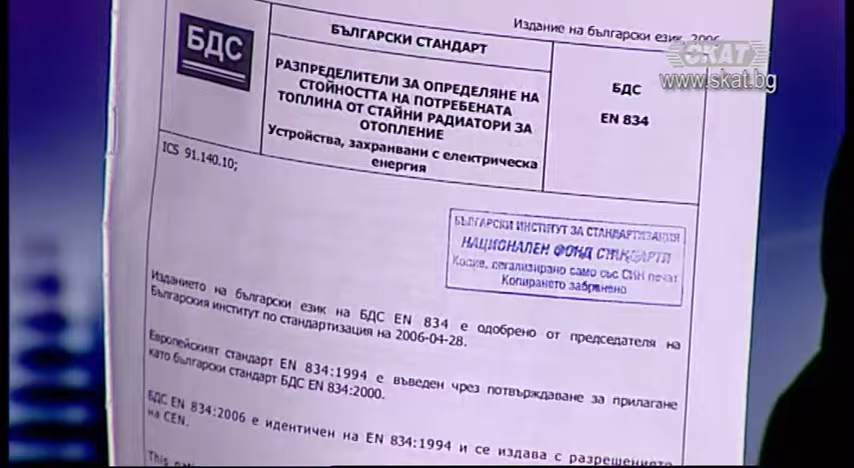 Издание на български език, 2006
SKAT
www.skat.bg
БДС
БЪЛГАРСКИ СТАНДАРТ
РАЗПРЕДЕЛИТЕЛИ ЗА ОПРЕДЕЛЯНЕ НА
СТОЙНОСТТА НА ПОТРЕБЕНАТА
ТОПЛИНА ОТ СТАЙНИ РАДИАТОРИ ЗА
ОТОПЛЕНИЕ
Устройства, захранвани с електрическа
енергия
БДС
EN 834
ICS 91.140.10;
БЪЛГАРСКИ ИНСТИТУТ ЗА СТАНДАРТИЗАЦИЯ
НАЦИОНАЛЕН ФОНД СТАНДАРТИ
Копие, легализирано само със СИН печат
Копирането забранено
Изданието на български език на БДС EN 834 е одобрено от председателя на
Българския институт по стандартизация на 2006-04-28.
Европейският стандарт EN 834:1994 е въведен чрез потвърждаване за прилагане
като български стандарт БДС EN 834:2000.
БДС EN 834:2006 е идентичен на EN 834:1994 и се издава с разрешението
на CEN.
This